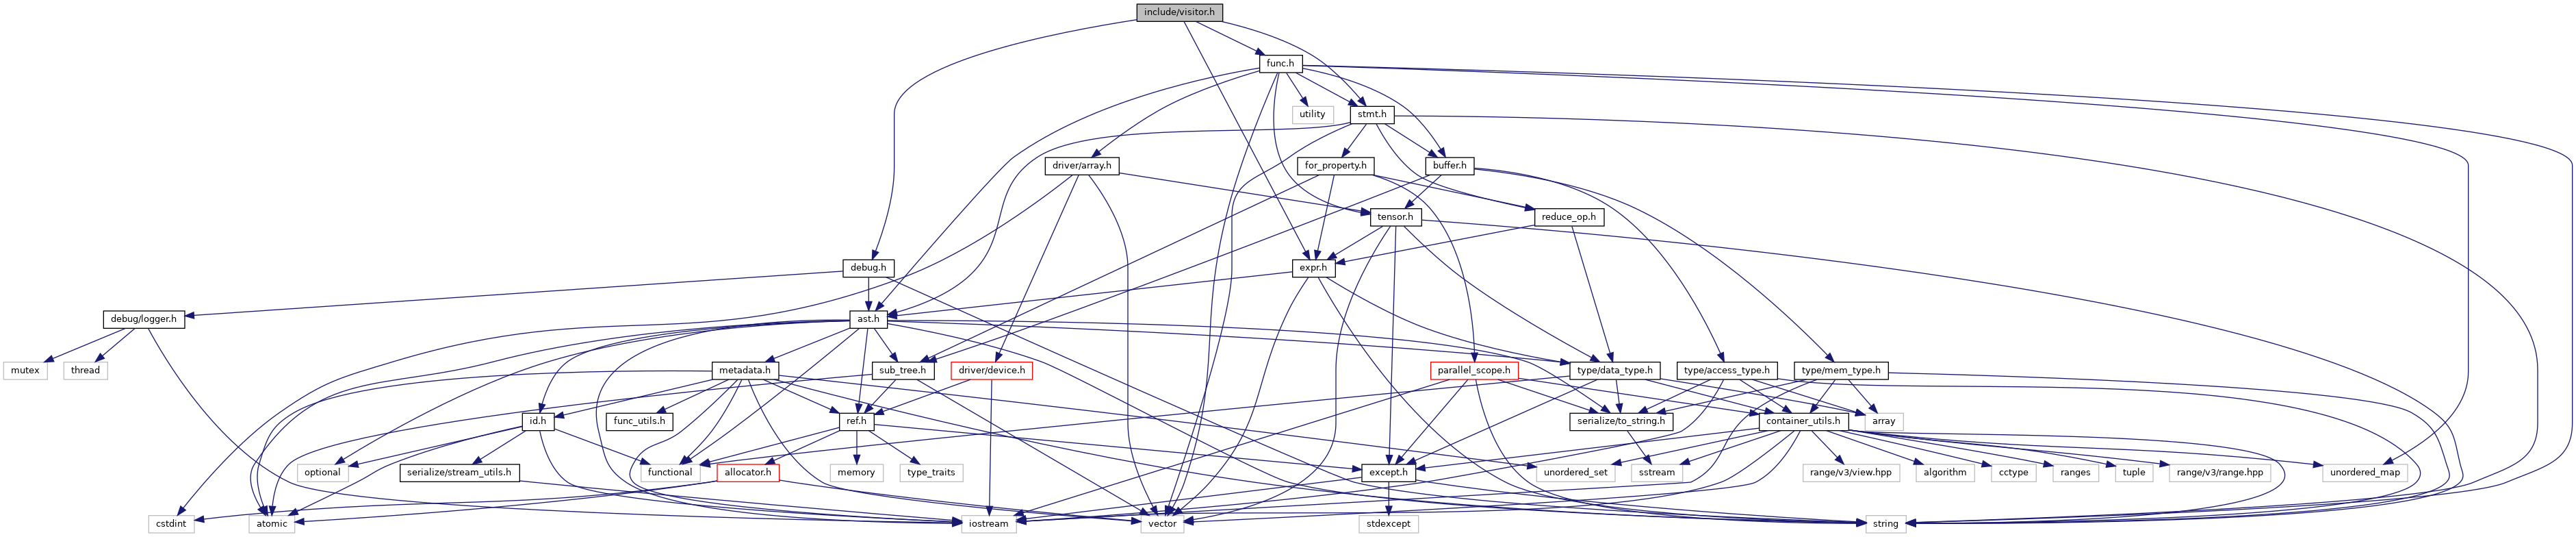 include/visitor.h
func.h
utility
stmt.h
driver/array.h
for_property.h
buffer.h
tensor.h
reduce_op.h
debug.h
expr.h
debug/logger.h
ast.h
mutex
thread
metadata.h
sub_tree.h
driver/device.h
parallel_scope.h
type/data_type.h
type/access_type.h
type/mem_type.h
id.h
func_utils.h
ref.h
serialize/to_string.h
container_utils.h
array
optional
serialize/stream_utils.h
functional
allocator.h
memory
type_traits
except.h
unordered_set
sstream
range/v3/view.hpp
algorithm
cctype
ranges
tuple
range/v3/range.hpp
unordered_map
cstdint
atomic
iostream
vector
stdexcept
string